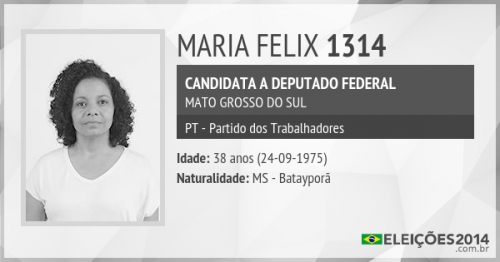 MARIA FELIX 1314
CANDIDATA A DEPUTADO FEDERAL
MATO GROSSO DO SUL
PT - Partido dos Trabalhadores
Idade: 38 anos (24-09-1975)
Naturalidade: MS - Batayporã
ELEIÇÕES2014
.com.br